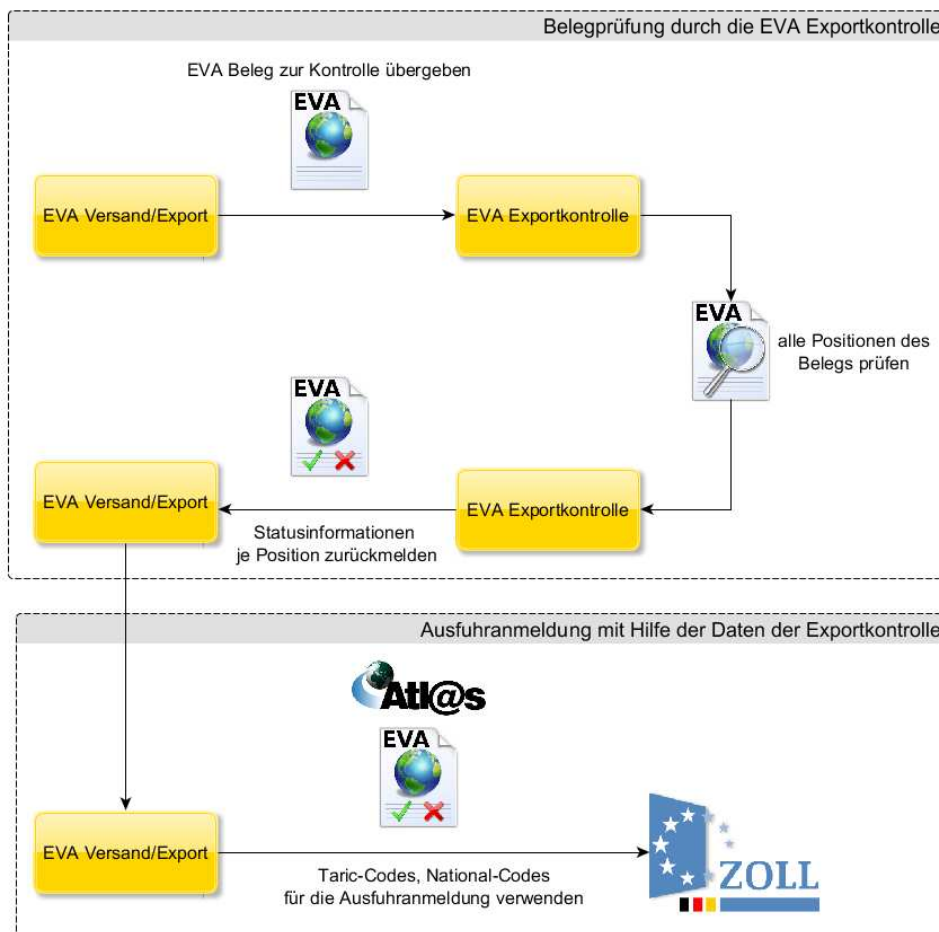 Belegprüfung durch die EVA Exportkontrolle
EVA Beleg zur Kontrolle übergeben
EVA
EVA Versand/Export
EVA Exportkontrolle
EVA
alle Positionen des
Belegs prüfen
EVA
EVA Versand/Export
EVA Exportkontrolle
Statusinformationen
je Position zurückmelden
Ausfuhranmeldung mit Hilfe der Daten der Exportkontrolle
Atl@s
EVA
EVA Versand/Export
Taric-Codes, National-Codes
für die Ausfuhranmeldung verwenden
ZOLL